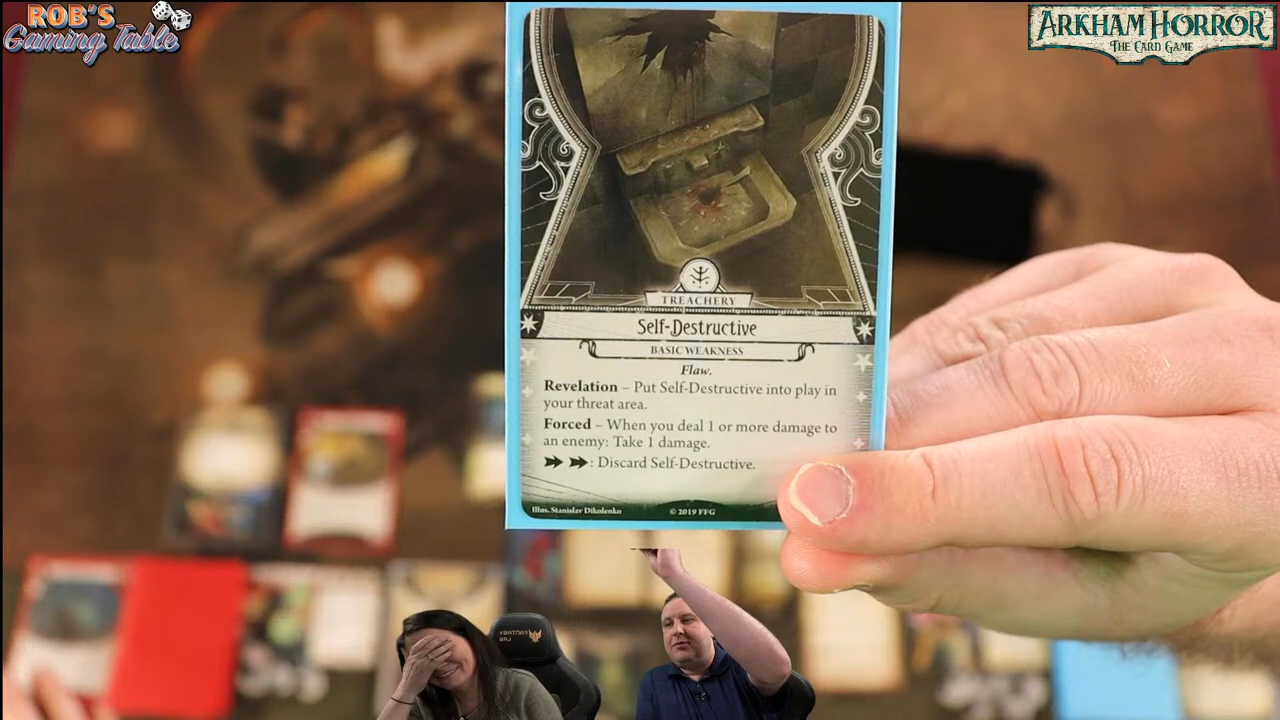 ROB'S
Gaming Table
ARKHAM HORROR
THE CARD GAME
TREACHERY
Self-Destructive
BASIC WEAKNESS
Flaw.
Revelation – Put Self-Destructive into play in
your threat area.
Forced – When you deal 1 or more damage to
an enemy: Take 1 damage.
: Discard Self-Destructive.
Illus. Stanislav Dikolenko
© 2019 FFG